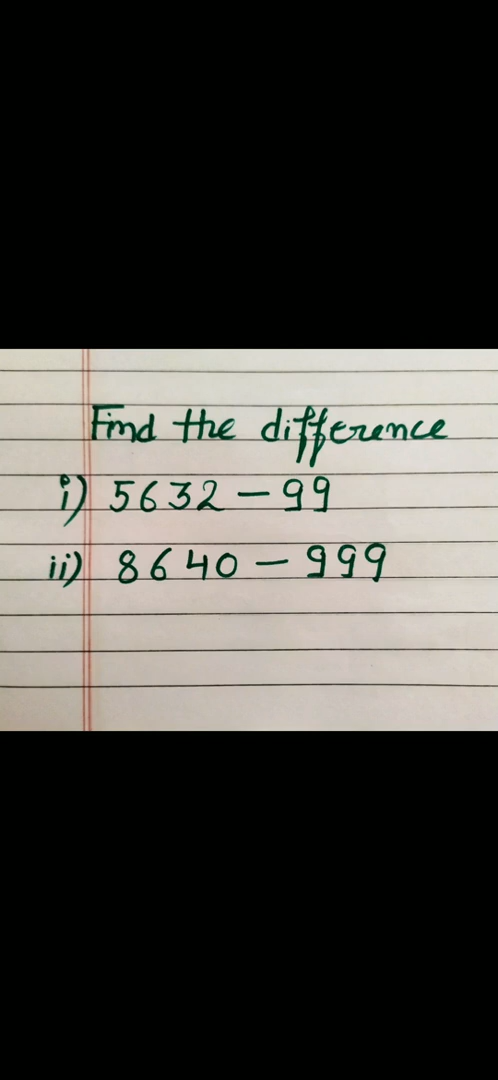 Find the difference
i) 5632 - 99
ii) 8640 - 999